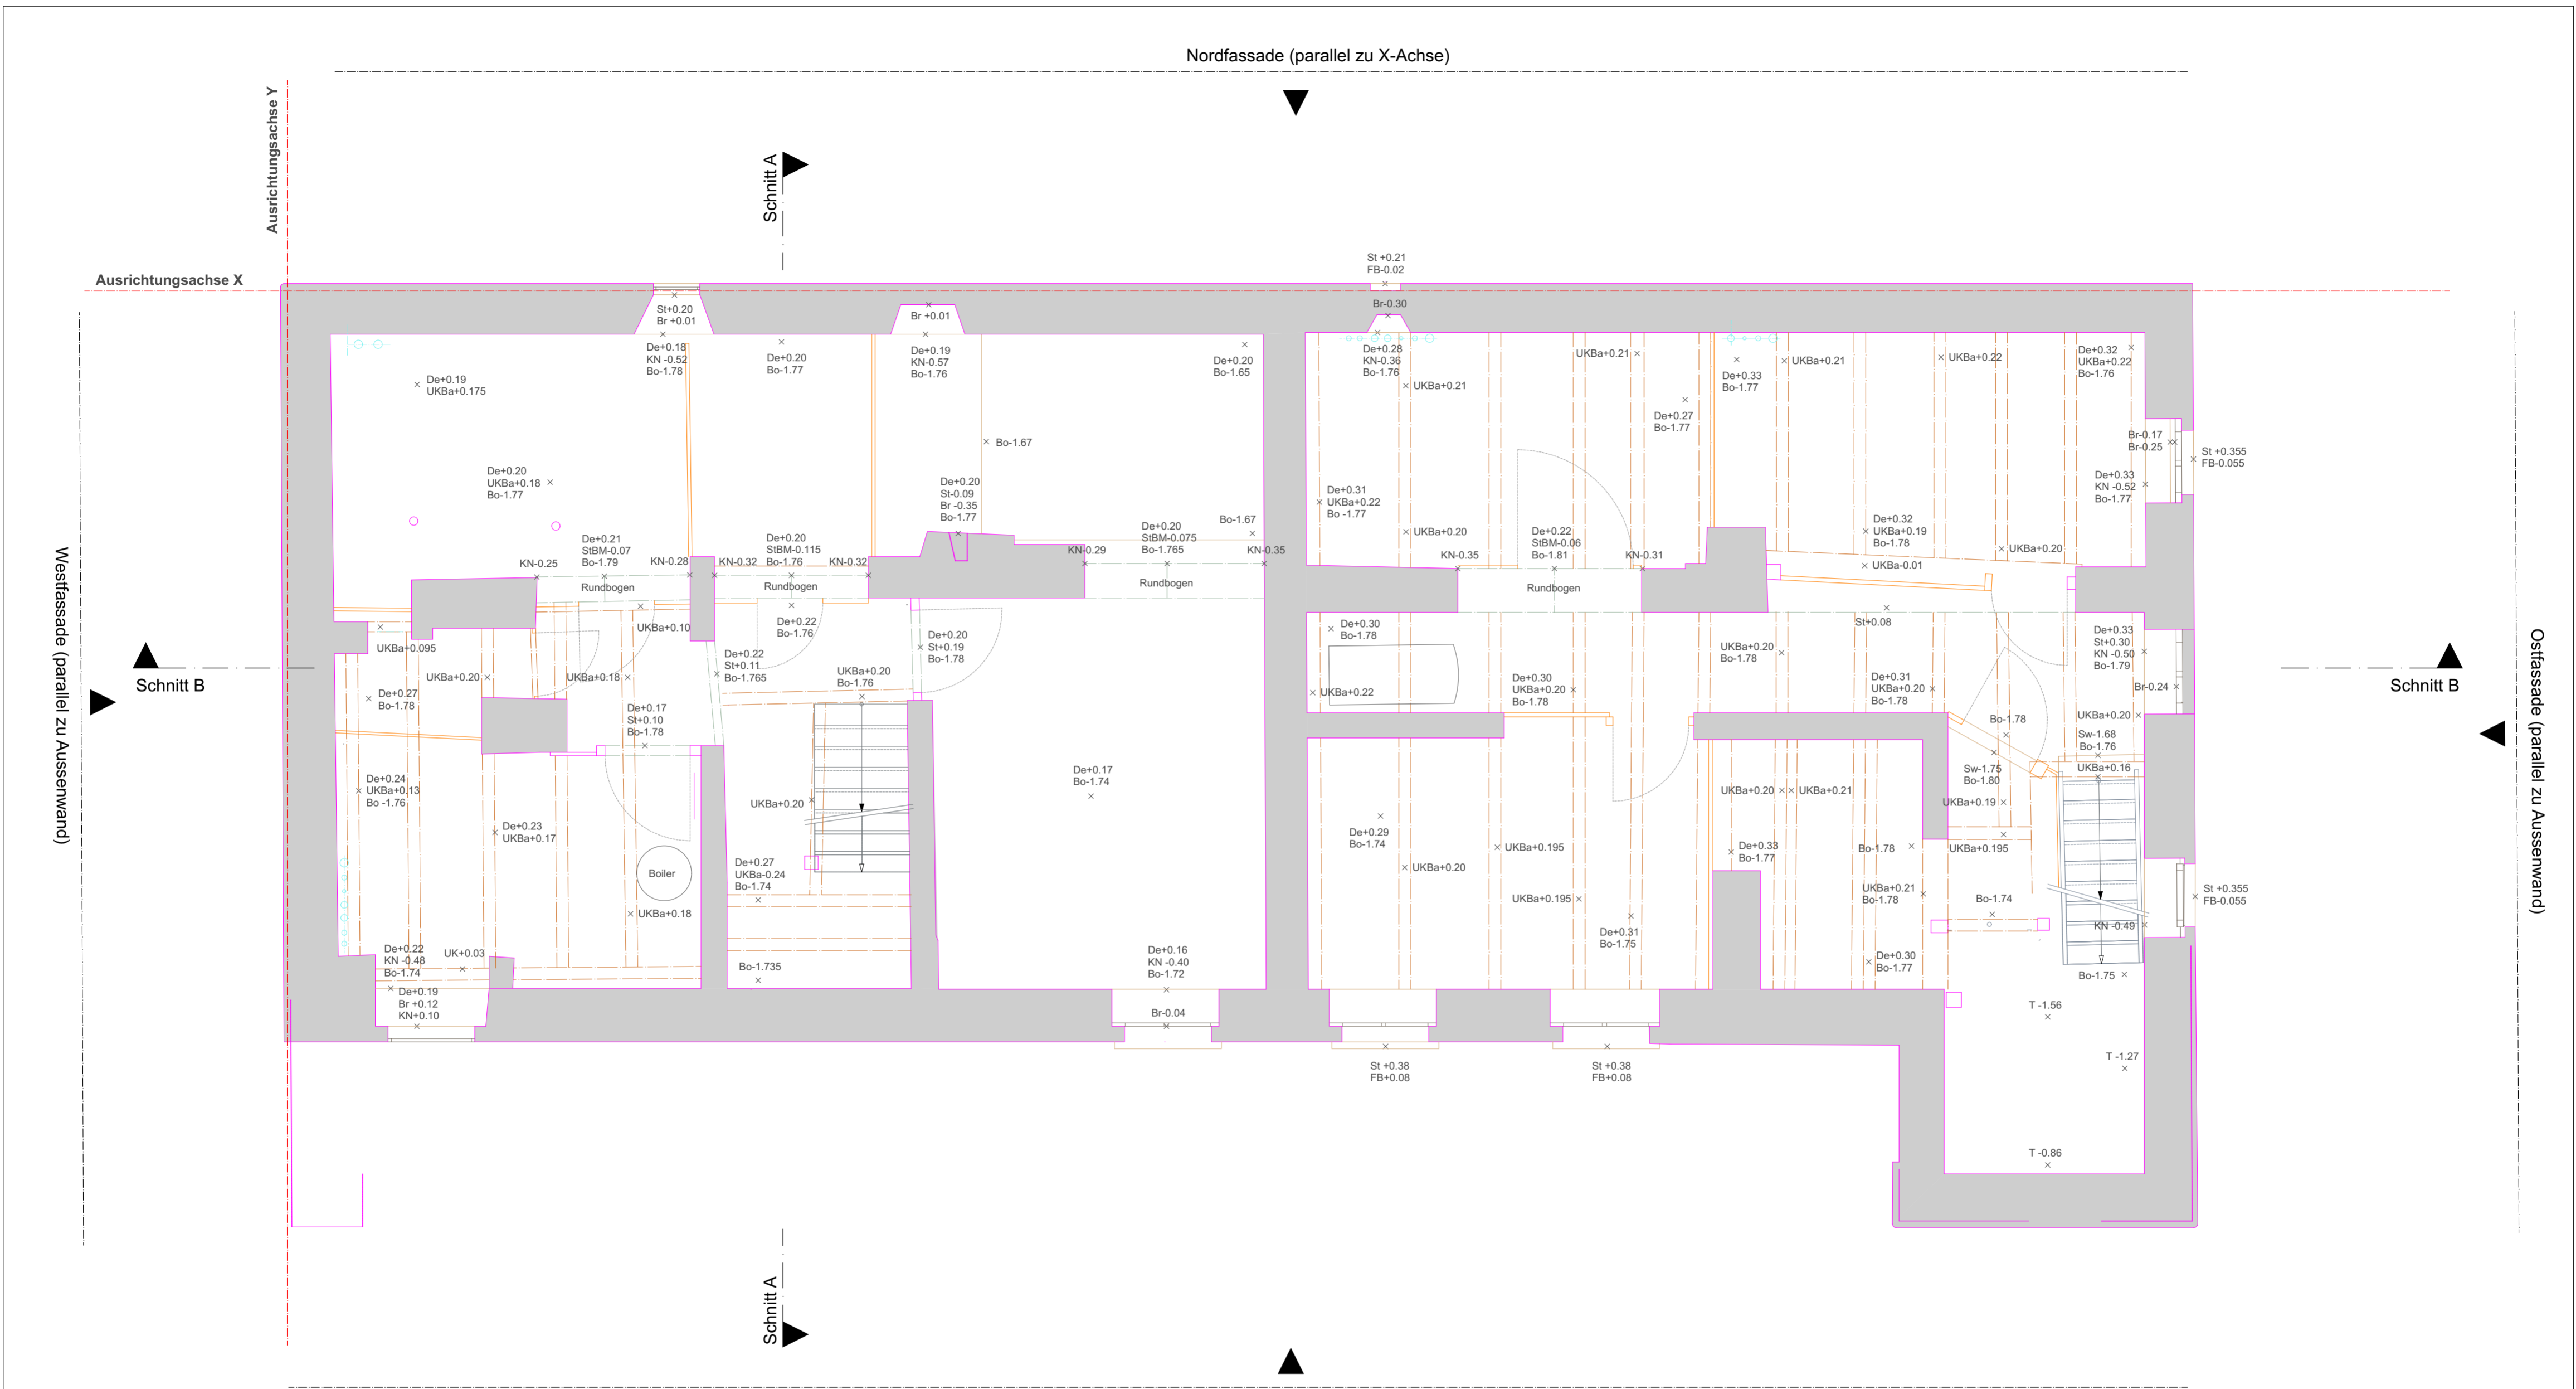 Nordfassade (parallel zu X-Achse)
Ausrichtungsachse Y
Schnitt A
Ausrichtungsachse X
St +0.21
FB-0.02
St+0.20
Br +0.01
Br +0.01
Br-0.30
De+0.18
KN -0.52
Bo-1.78
De+0.20
Bo-1.77
De+0.19
KN-0.57
Bo-1.76
De+0.20
Bo-1.65
De+0.28
KN-0.36
Bo-1.76
UKBa+0.21
De+0.33
Bo-1.77
UKBa+0.21
UKBa+0.22
De+0.32
UKBa+0.22
Bo-1.76
De+0.19
UKBa+0.175
UKBa+0.21
De+0.27
Bo-1.77
Bo-1.67
Br-0.17
Br-0.25
St +0.355
FB-0.055
De+0.20
UKBa+0.18
Bo-1.77
De+0.20
St-0.09
Br -0.35
Bo-1.77
De+0.31
UKBa+0.22
Bo -1.77
De+0.33
KN -0.52
Bo-1.77
Bo-1.67
De+0.21
StBM-0.07
Bo-1.79
De+0.20
StBM-0.115
Bo-1.76
De+0.20
StBM-0.075
Bo-1.765
UKBa+0.20
De+0.22
StBM-0.06
Bo-1.81
De+0.32
UKBa+0.19
Bo-1.78
UKBa+0.20
KN-0.25
KN-0.28
KN-0.32
KN-0.32
KN-0.29
KN-0.35
KN-0.35
KN-0.31
UKBa-0.01
Rundbogen
Rundbogen
Rundbogen
Rundbogen
UKBa+0.10
De+0.22
Bo-1.76
St+0.08
UKBa+0.095
De+0.20
St+0.19
Bo-1.78
De+0.30
Bo-1.78
De+0.33
St+0.30
KN -0.50
Bo-1.79
De+0.22
St+0.11
Bo-1.765
UKBa+0.20
Bo-1.76
UKBa+0.20
Bo-1.78
Westfassade (parallel zu Aussenwand)
Ostfassade (parallel zu Aussenwand)
Schnitt B
Schnitt B
UKBa+0.20
UKBa+0.18
De+0.27
Bo-1.78
UKBa+0.22
De+0.30
UKBa+0.20
Bo-1.78
De+0.31
UKBa+0.20
Bo-1.78
Br-0.24
De+0.17
St+0.10
Bo-1.78
Bo-1.78
UKBa+0.20
Sw-1.68
Bo-1.76
UKBa+0.16
Sw-1.75
Bo-1.80
De+0.24
UKBa+0.13
Bo -1.76
De+0.17
Bo-1.74
UKBa+0.20
UKBa+0.20
UKBa+0.21
UKBa+0.19
De+0.23
UKBa+0.17
De+0.29
Bo-1.74
UKBa+0.195
De+0.33
Bo-1.77
Bo-1.78
UKBa+0.195
Boiler
De+0.27
UKBa-0.24
Bo-1.74
UKBa+0.20
UKBa+0.195
UKBa+0.21
Bo-1.78
Bo-1.74
St +0.355
FB-0.055
UKBa+0.18
KN -0.49
De+0.31
Bo-1.75
De+0.22
KN -0.48
Bo-1.74
UK+0.03
Bo-1.735
De+0.16
KN -0.40
Bo-1.72
De+0.30
Bo-1.77
Bo-1.75
De+0.19
Br +0.12
KN+0.10
Br-0.04
T -1.56
St +0.38
FB+0.08
St +0.38
FB+0.08
T -1.27
T -0.86
Schnitt A